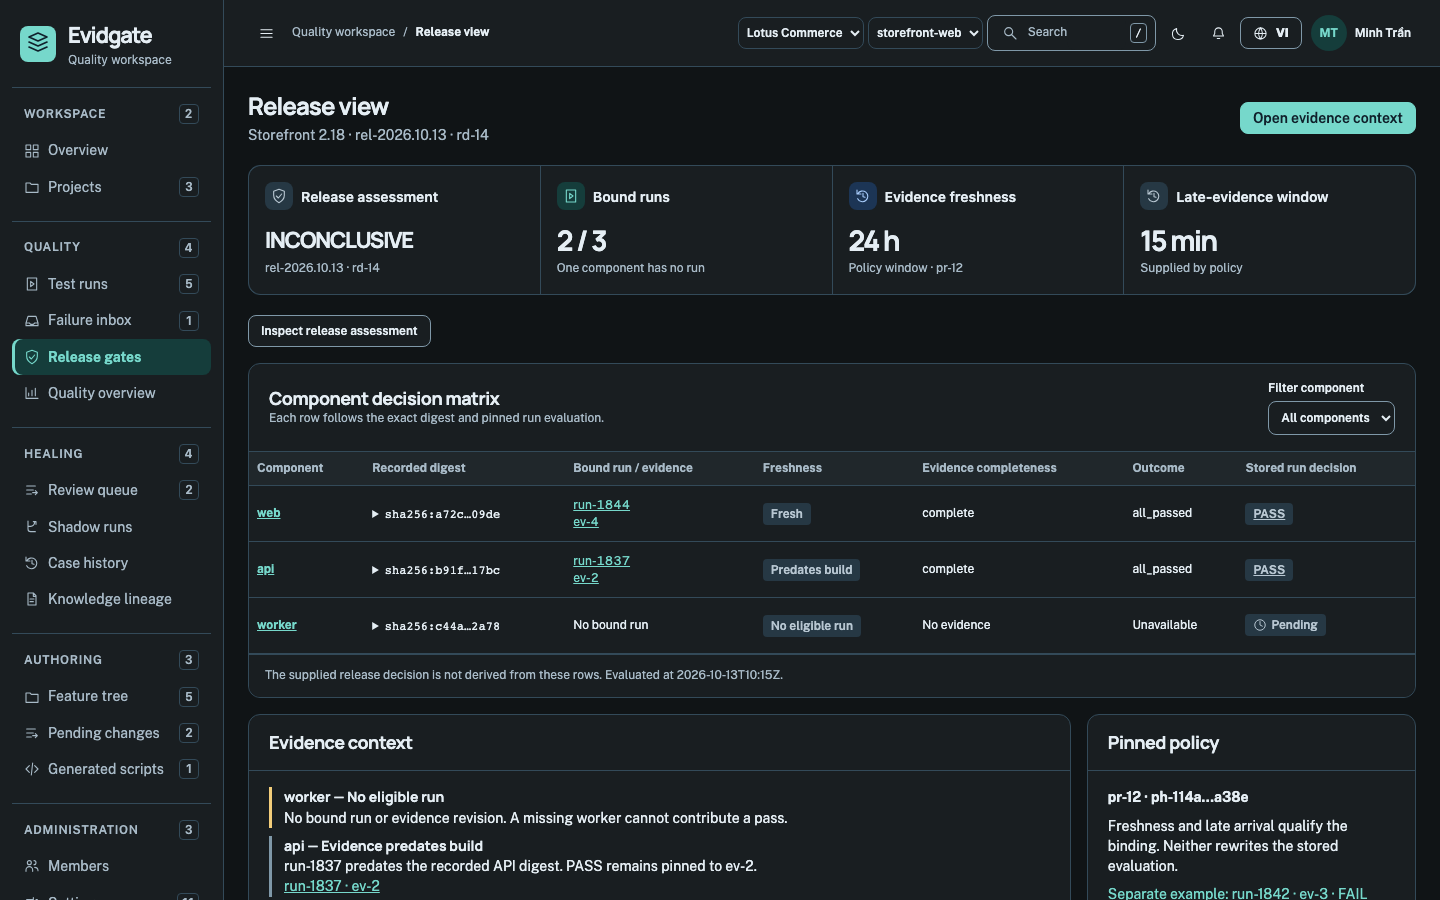 Evidgate
Quality workspace
Quality workspace / Release view
Lotus Commerce
storefront-web
Search /
VI
MT Minh Trấn
WORKSPACE 2
Overview
Projects 3
QUALITY 4
Test runs 5
Failure inbox 1
Release gates
Quality overview
HEALING 4
Review queue 2
Shadow runs
Case history
Knowledge lineage
AUTHORING 3
Feature tree 5
Pending changes 2
Generated scripts 1
ADMINISTRATION 3
Members
Release view
Storefront 2.18 · rel-2026.10.13 · rd-14
Open evidence context
Release assessment
INCONCLUSIVE
rel-2026.10.13 · rd-14
Bound runs
2 / 3
One component has no run
Evidence freshness
24 h
Policy window · pr-12
Late-evidence window
15 min
Supplied by policy
Inspect release assessment
Component decision matrix
Each row follows the exact digest and pinned run evaluation.
Filter component
All components
Component Recorded digest Bound run / evidence Freshness Evidence completeness Outcome Stored run decision
web sha256:a72c…09de run-1844 ev-4 Fresh complete all_passed PASS
api sha256:b91f…17bc run-1837 ev-2 Predates build complete all_passed PASS
worker sha256:c44a…2a78 No bound run No eligible run No evidence Unavailable Pending
The supplied release decision is not derived from these rows. Evaluated at 2026-10-13T10:15Z.
Evidence context
worker — No eligible run
No bound run or evidence revision. A missing worker cannot contribute a pass.
api — Evidence predates build
run-1837 predates the recorded API digest. PASS remains pinned to ev-2.
run-1837 · ev-2
Pinned policy
pr-12 · ph-114a…a38e
Freshness and late arrival qualify the
binding. Neither rewrites the stored
evaluation.
Separate example: run-1842 · ev-3 · FAIL